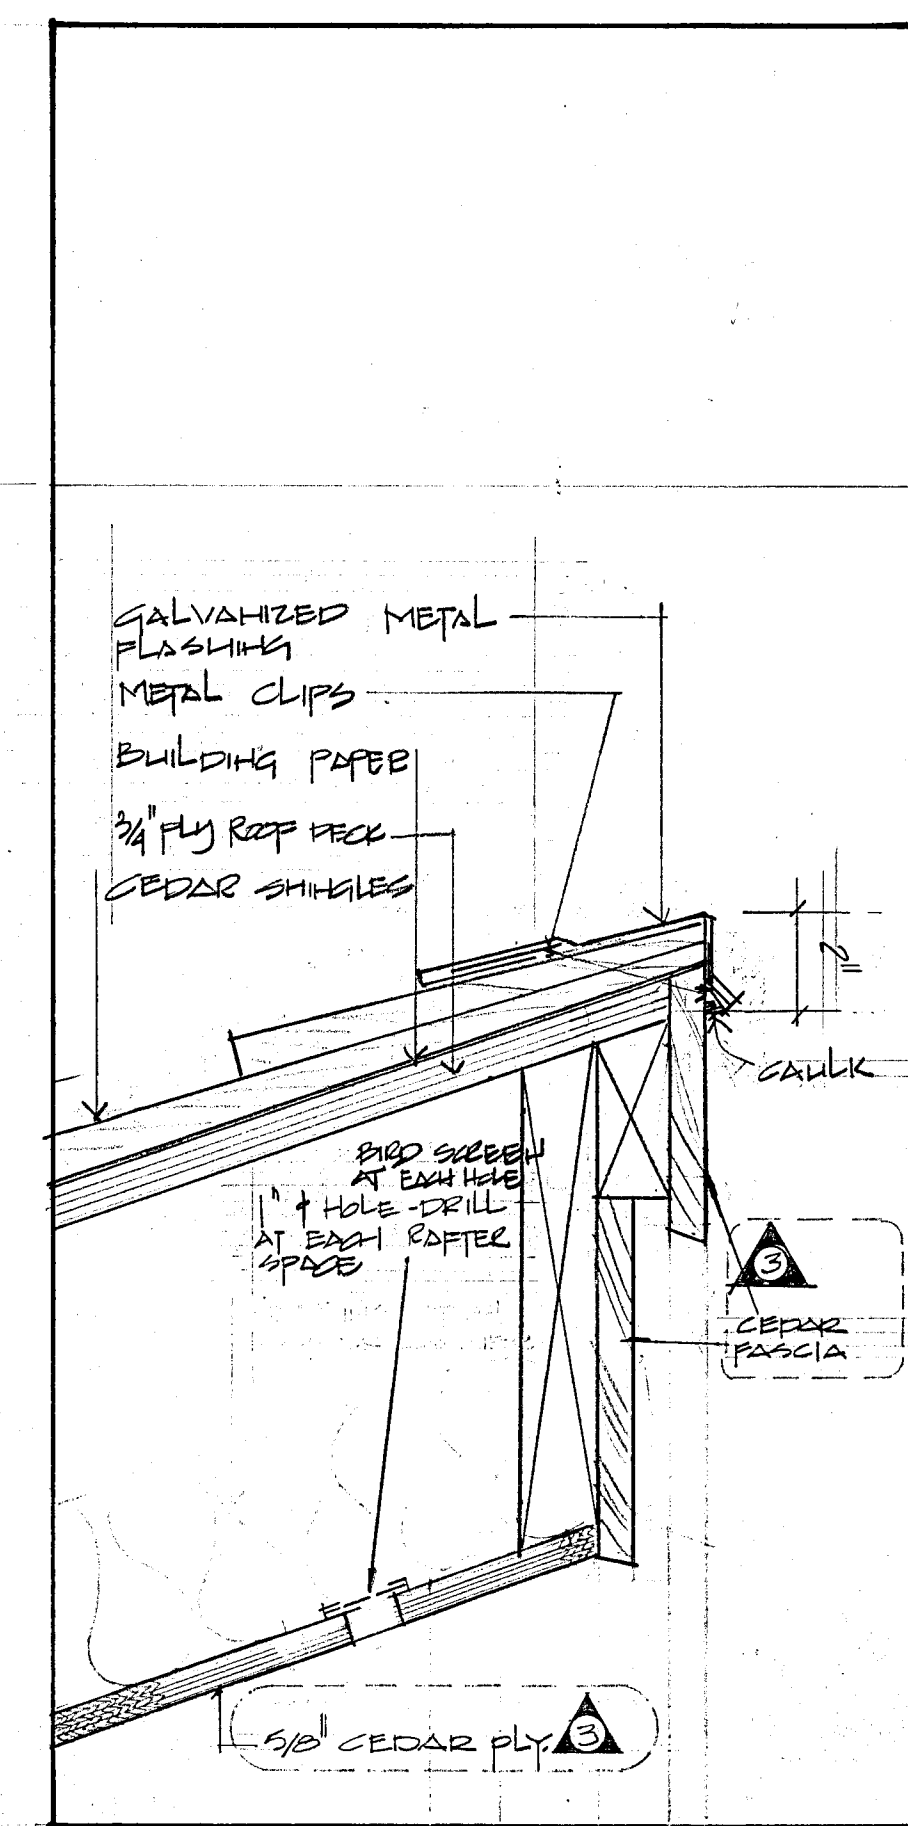 GALVANIZED METAL
FLASHING
METAL CLIPS
BUILDING PAPER
3/4" PLY ROOF DECK
CEDAR SHINGLES
2"
CAULK
BIRD SCREEN
AT EACH HOLE
1" φ HOLE-DRILL
AT EACH RAFTER
SPACE
3
CEDAR
FASCIA
5/8" CEDAR PLY. 3